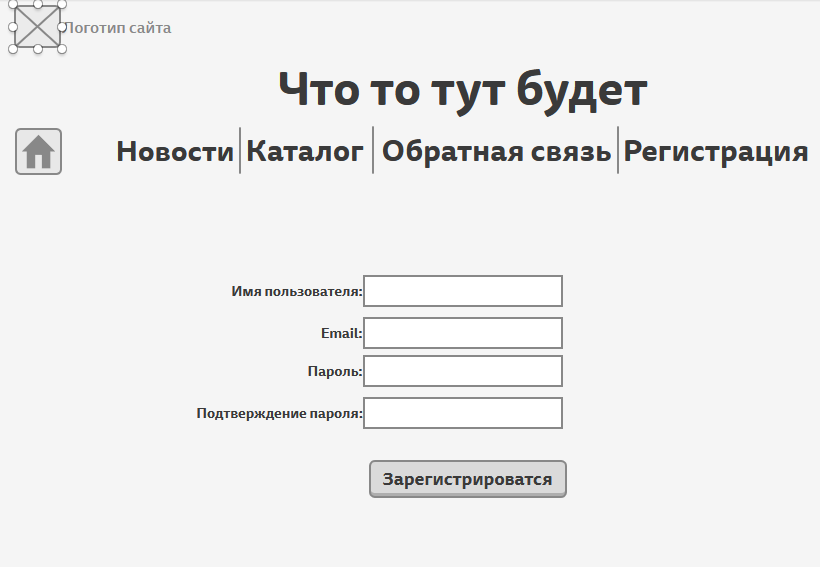 Логотип сайта
Что то тут будет
Новости Каталог Обратная связь Регистрация
Имя пользователя:
Email:
Пароль:
Подтверждение пароля:
Зарегистрироватся